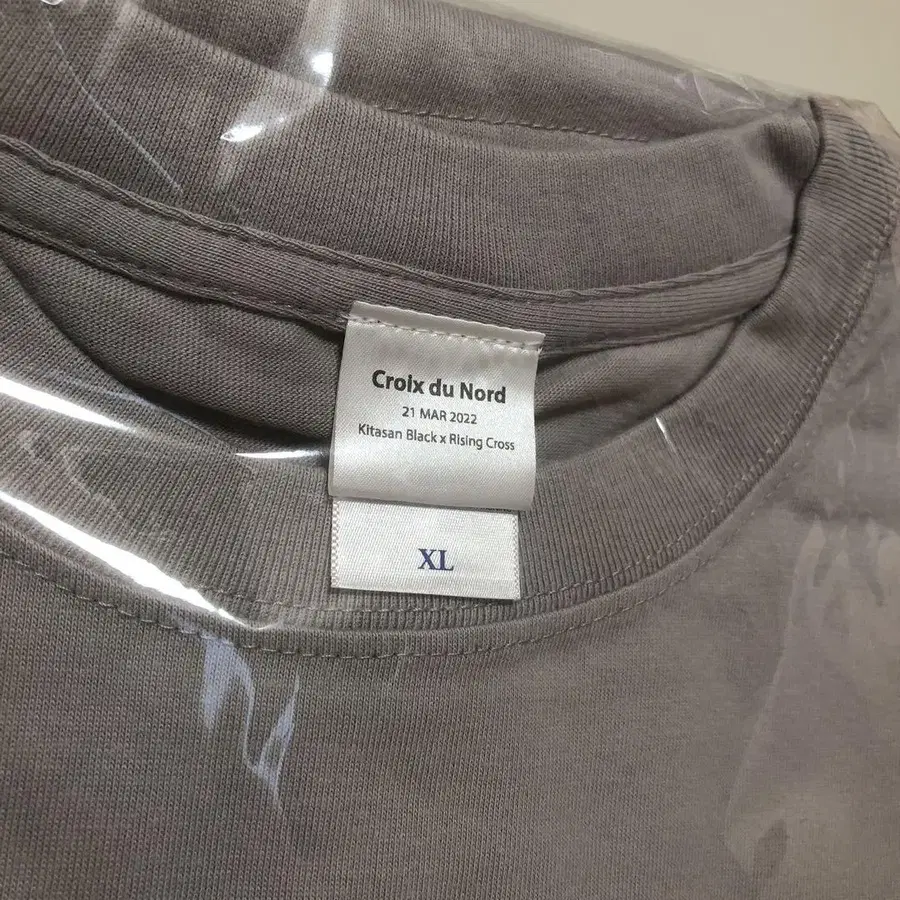 Croix du Nord
21 MAR 2022
Kitasan Black x Rising Cross
XL